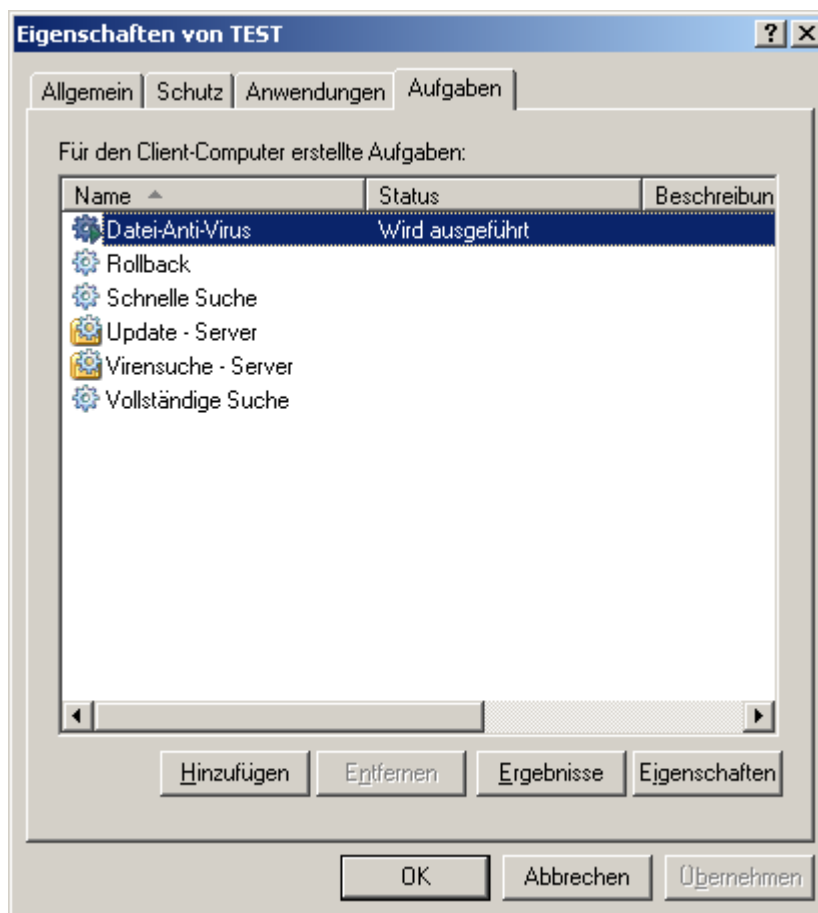 Eigenschaften von TEST
Allgemein Schutz Anwendungen Aufgaben
Für den Client-Computer erstellte Aufgaben:
Name Status Beschreibun
Datei-Anti-Virus Wird ausgeführt
Rollback
Schnelle Suche
Update - Server
Virensuche - Server
Vollständige Suche
Hinzufügen Entfernen Ergebnisse Eigenschaften
OK Abbrechen Übernehmen